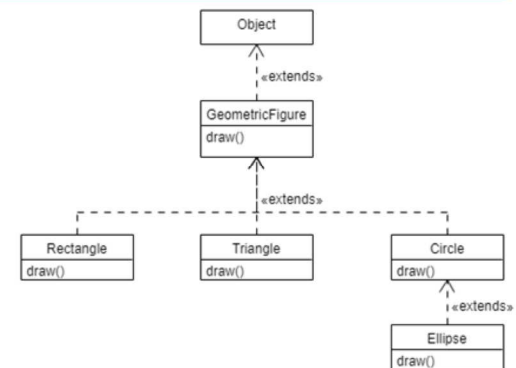 Object
«extends»
GeometricFigure
draw()
«extends»
Rectangle
draw()
Triangle
draw()
Circle
draw()
«extends»
Ellipse
draw()